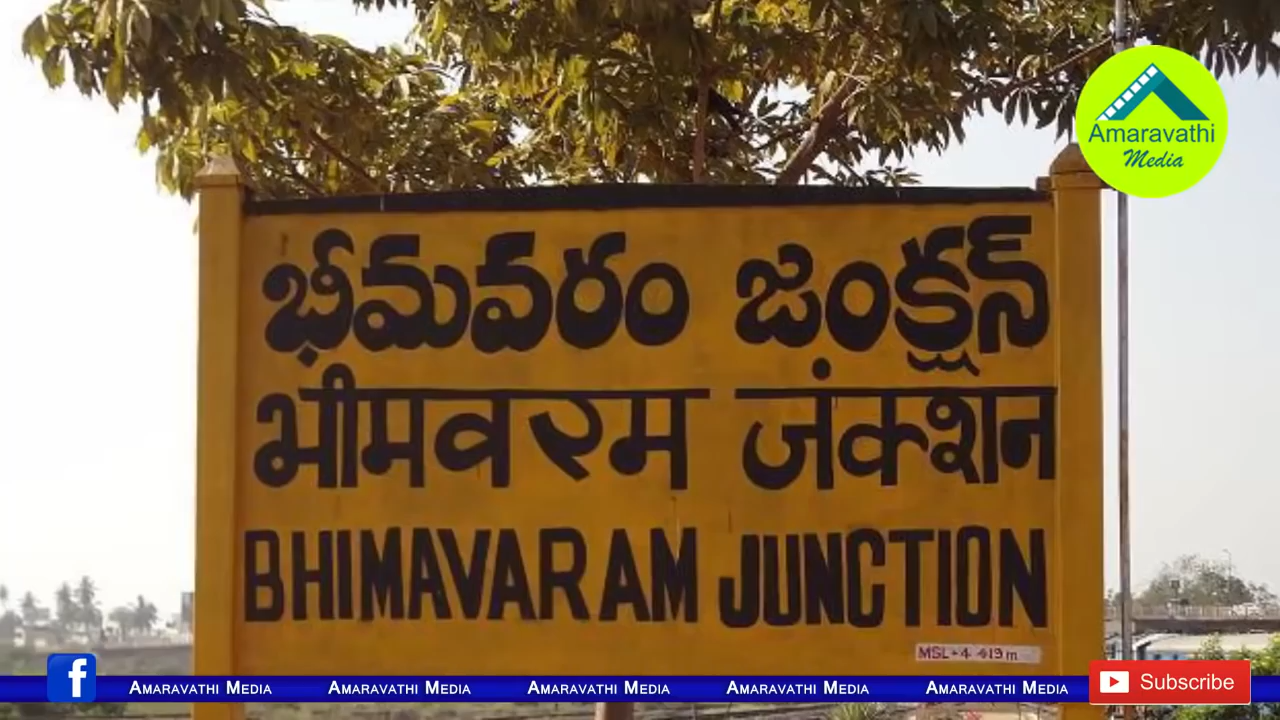 Amaravathi
Media
భీమవరం జంక్షన్
भीमवरम जंक्शन
BHIMAVARAM JUNCTION
MSL+4.419m
f Amaravathi Media Amaravathi Media Amaravathi Media Amaravathi Media Amaravathi Media Subscribe